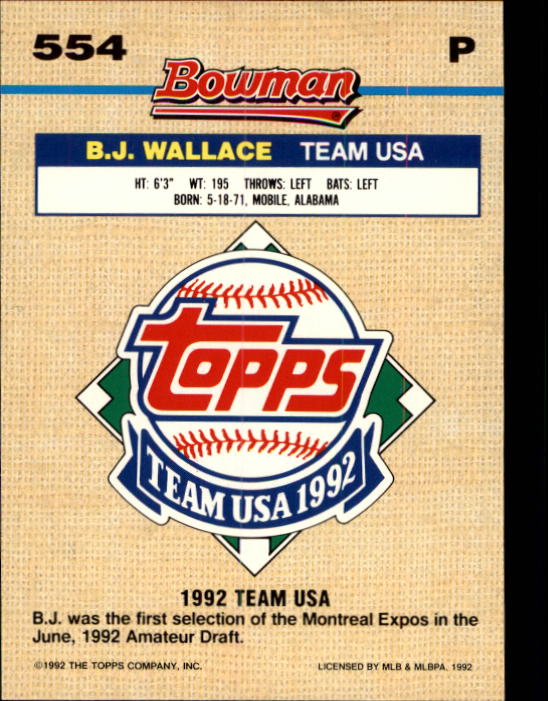 554 P
Bowman
®
B.J. WALLACE TEAM USA
HT: 6'3" WT: 195 THROWS: LEFT BATS: LEFT
BORN: 5-18-71, MOBILE, ALABAMA
topps
TEAM USA 1992
1992 TEAM USA
B.J. was the first selection of the Montreal Expos in the
June, 1992 Amateur Draft.
©1992 THE TOPPS COMPANY, INC. LICENSED BY MLB & MLBPA. 1992